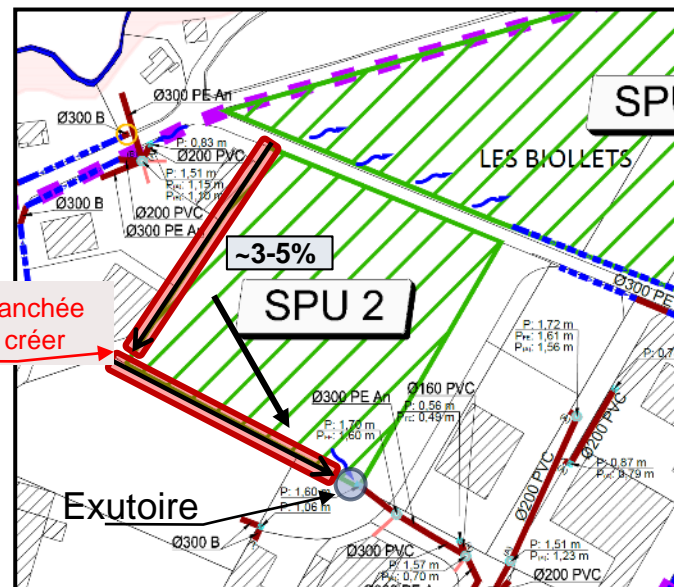 Ø300 PE An
SPU
Ø300 B
P: 0,83 m
Ø200 PVC
LES BIOLLETS
P: 1,51 m
1,15 m
1,10 m
Ø300 B
Ø200 PVC
Ø300 PE An
~3-5%
SPU 2
Ø300 PE
anchée
créer
P: 1,72 m
1,61 m
1,56 m
P: 0,7
Ø300 PE An
Ø160 PVC
P: 0,56 m
0,49 m
P: 1,70 m
1,60 m
Ø200 PVC
Ø200 PVC
P: 0,87 m
0,79 m
Exutoire
P: 1,60
P: 1,06 m
Ø300 B
Ø300 PVC
P: 1,57 m
0,70 m
P: 1,51 m
1,23 m
Ø200 PVC